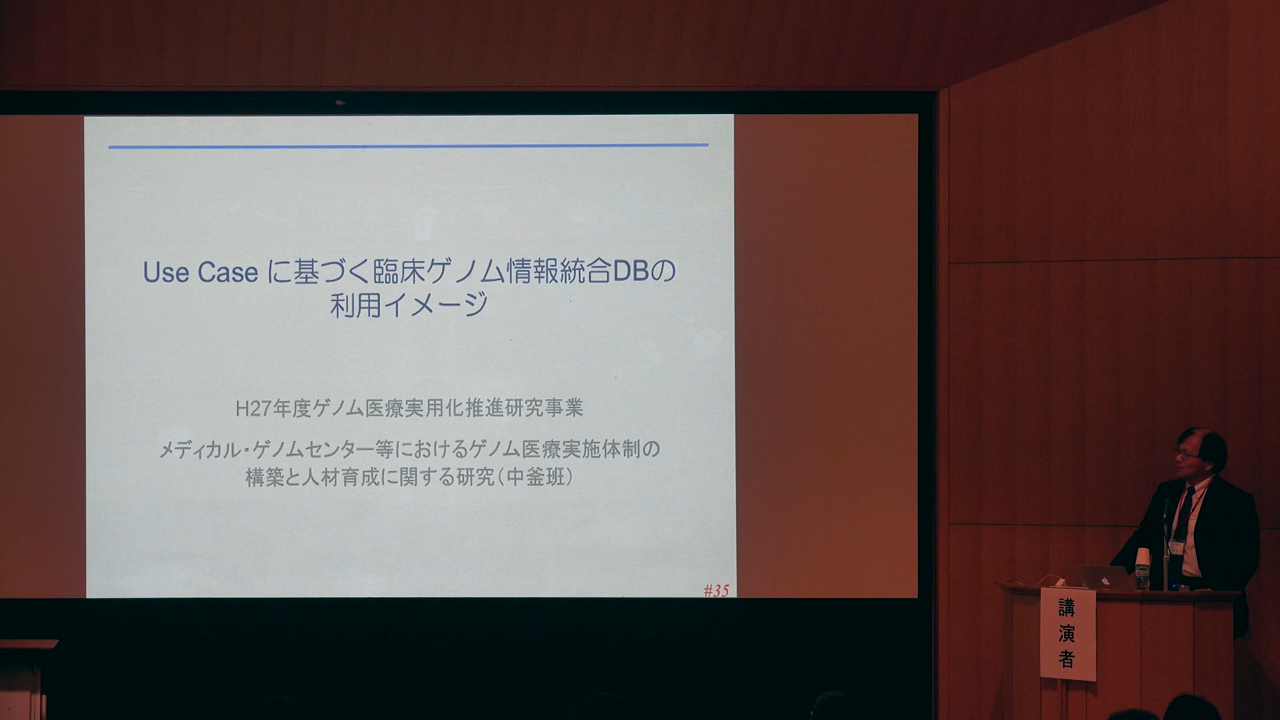 Use Case に基づく臨床ゲノム情報統合DBの
利用イメージ
H27年度ゲノム医療実用化推進研究事業
メディカル・ゲノムセンター等におけるゲノム医療実施体制の
構築と人材育成に関する研究（中釜班）
#35
講
演
者